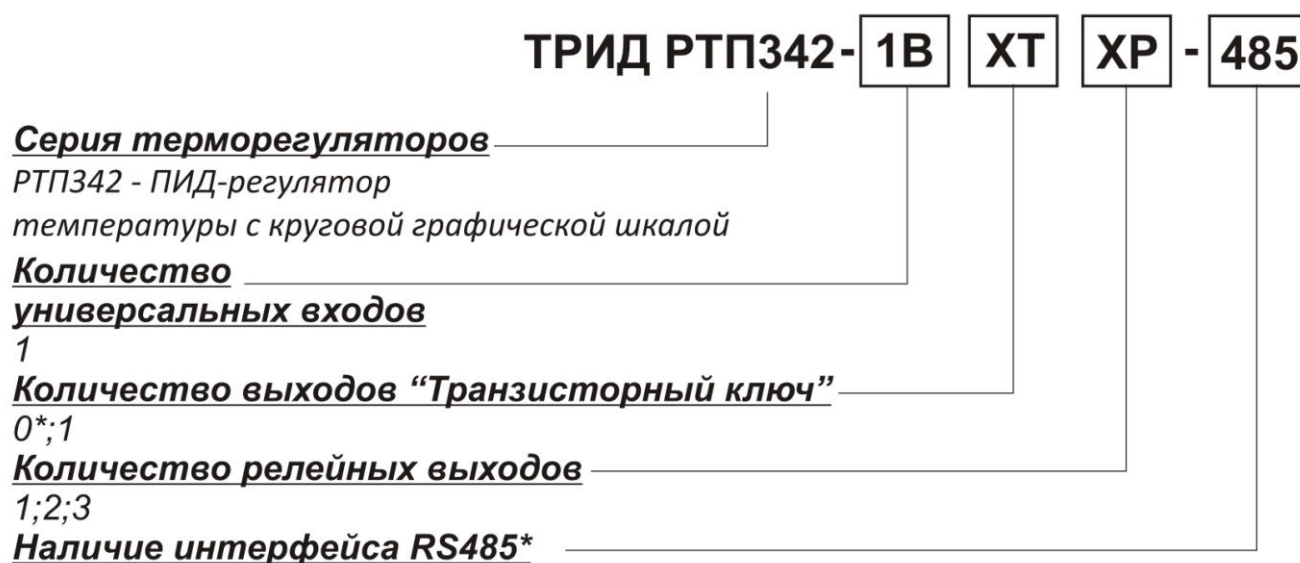 ТРИД РТП342- 1В ХТ ХР - 485
Серия терморегуляторов
РТП342 - ПИД-регулятор
температуры с круговой графической шкалой
Количество
универсальных входов
1
Количество выходов “Транзисторный ключ”
0*;1
Количество релейных выходов
1;2;3
Наличие интерфейса RS485*